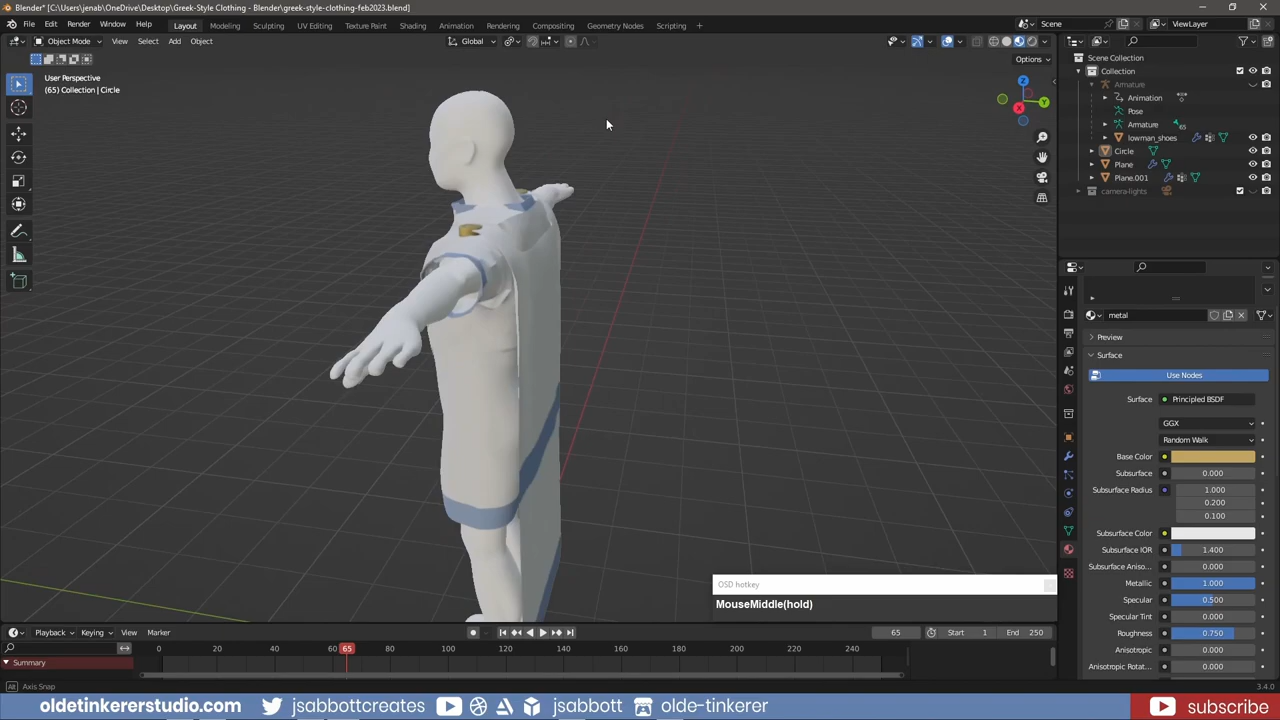 Blender* [C:\Users\jenab\OneDrive\Desktop\Greek-Style Clothing - Blender\greek-style-clothing-feb2023.blend]
File Edit Render Window Help Layout Modeling Sculpting UV Editing Texture Paint Shading Animation Rendering Compositing Geometry Nodes Scripting + Scene ViewLayer
Object Mode View Select Add Object Global
Options
User Perspective
(65) Collection | Circle
Z
Y
X
Scene Collection
Collection
Armature
Animation
Pose
Armature
65
lowman_shoes
Circle
Plane
Plane.001
camera-lights
metal
Preview
Surface
Use Nodes
Surface Principled BSDF
GGX
Random Walk
Base Color
Subsurface 0.000
Subsurface Radius 1.000
0.200
0.100
Subsurface Color
Subsurface IOR 1.400
Subsurface Aniso... 0.000
Metallic 1.000
Specular 0.500
Specular Tint 0.000
Roughness 0.750
Anisotropic 0.000
Anisotropic Rotat... 0.000
OSD hotkey
MouseMiddle(hold)
Playback Keying View Marker 65 Start 1 End 250
0 20 40 60 65 80 100 120 140 160 180 200 220 240
Summary
Alt Axis Snap 3.4.0
oldetinkererstudio.com jsabbottcreates jsabbott olde-tinkerer subscribe